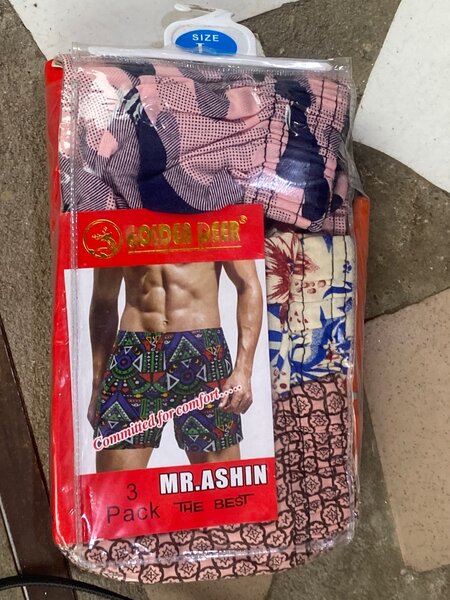 SIZE
L
GOLDEN DEER
Committed for comfort.....
MR.ASHIN
3
Pack
THE BEST